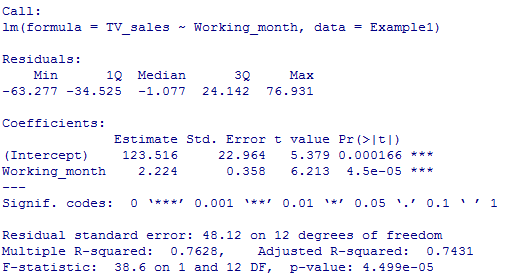 Call:
lm(formula = TV_sales ~ Working_month, data = Example1)
Residuals:
    Min      1Q  Median      3Q     Max
-63.277 -34.525  -1.077  24.142  76.931
Coefficients:
              Estimate Std. Error t value Pr(>|t|)
(Intercept)    123.516     22.964   5.379 0.000166 ***
Working_month    2.224      0.358   6.213  4.5e-05 ***
---
Signif. codes:  0 ‘***’ 0.001 ‘**’ 0.01 ‘*’ 0.05 ‘.’ 0.1 ‘ ’ 1
Residual standard error: 48.12 on 12 degrees of freedom
Multiple R-squared:  0.7628,    Adjusted R-squared:  0.7431
F-statistic:  38.6 on 1 and 12 DF,  p-value: 4.499e-05